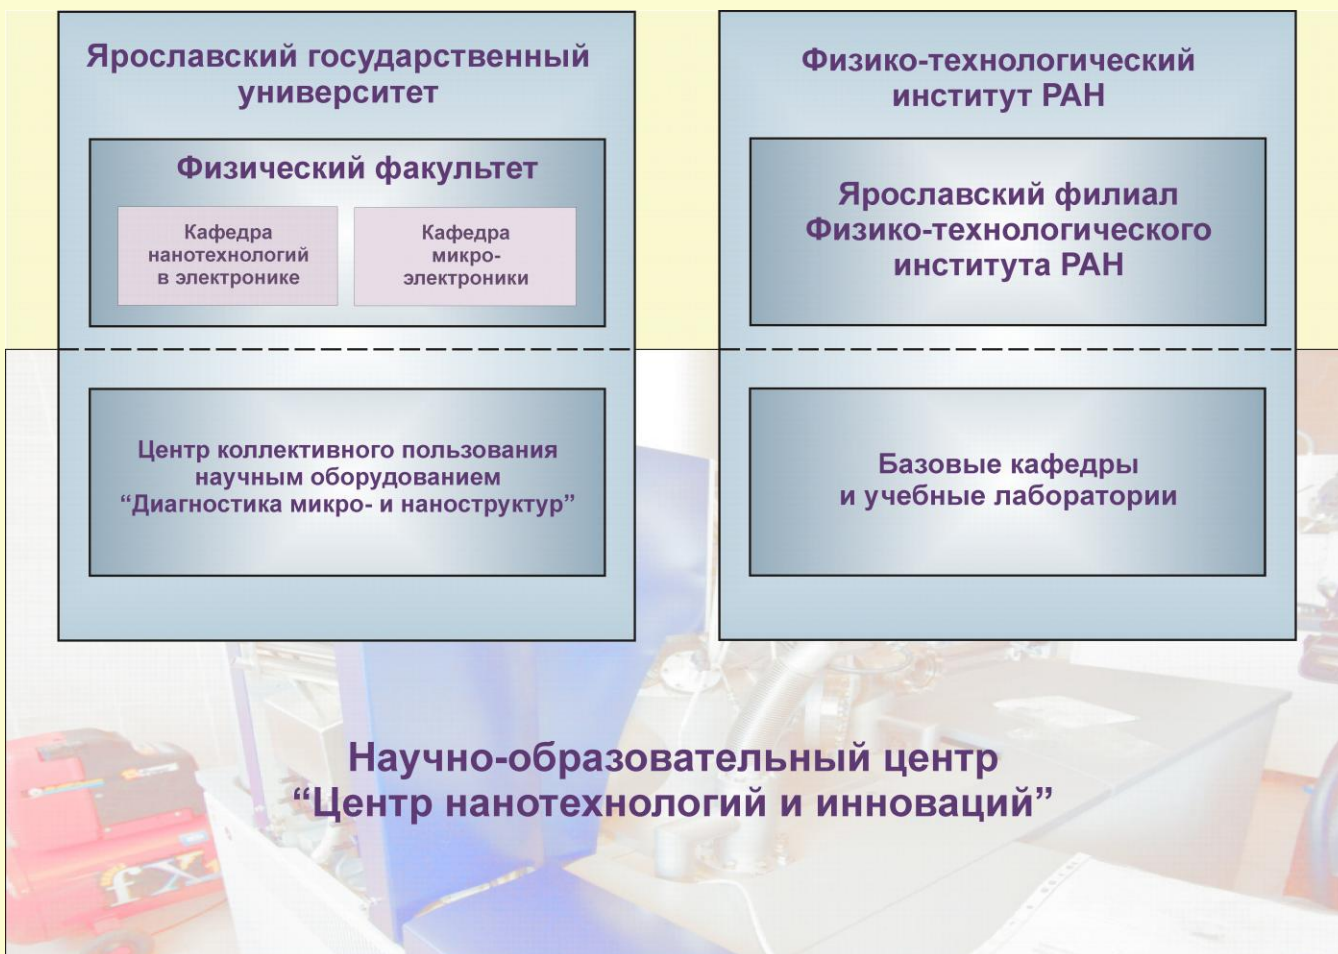 Ярославский государственный
университет
Физический факультет
Кафедра
нанотехнологий
в электронике
Кафедра
микро-
электроники
Центр коллективного пользования
научным оборудованием
“Диагностика микро- и наноструктур”
Физико-технологический
институт РАН
Ярославский филиал
Физико-технологического
института РАН
Базовые кафедры
и учебные лаборатории
Научно-образовательный центр
“Центр нанотехнологий и инноваций”